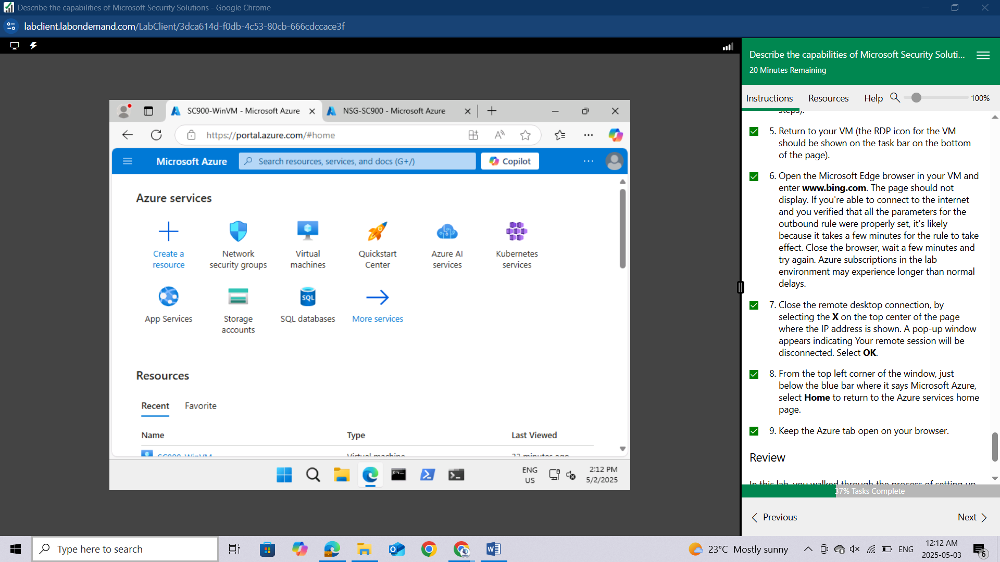 Describe the capabilities of Microsoft Security Solutions - Google Chrome
labclient.labondemand.com/LabClient/3dca614d-f0db-4c53-80cb-666cdccace3f
SC900-WinVM - Microsoft Azure
NSG-SC900 - Microsoft Azure
https://portal.azure.com/#home
Microsoft Azure
Search resources, services, and docs (G+/)
Copilot
Azure services
Create a
resource
Network
security groups
Virtual
machines
Quickstart
Center
Azure AI
services
Kubernetes
services
App Services
Storage
accounts
SQL
SQL databases
More services
Resources
Recent
Favorite
Name
Type
Last Viewed
SC900-WinVM
Virtual machine
22 minutes ago
ENG
US
2:12 PM
5/2/2025
Describe the capabilities of Microsoft Security Soluti...
20 Minutes Remaining
Instructions
Resources
Help
100%
steps).
5. Return to your VM (the RDP icon for the VM
should be shown on the task bar on the bottom
of the page).
6. Open the Microsoft Edge browser in your VM and
enter www.bing.com. The page should not
display. If you're able to connect to the internet
and you verified that all the parameters for the
outbound rule were properly set, it's likely
because it takes a few minutes for the rule to take
effect. Close the browser, wait a few minutes and
try again. Azure subscriptions in the lab
environment may experience longer than normal
delays.
7. Close the remote desktop connection, by
selecting the X on the top center of the page
where the IP address is shown. A pop-up window
appears indicating Your remote session will be
disconnected. Select OK.
8. From the top left corner of the window, just
below the blue bar where it says Microsoft Azure,
select Home to return to the Azure services home
page.
9. Keep the Azure tab open on your browser.
Review
In this lab, you walked through the process of setting up
37% Tasks Complete
Previous
Next
Type here to search
23°C Mostly sunny
ENG
12:12 AM
2025-05-03
6